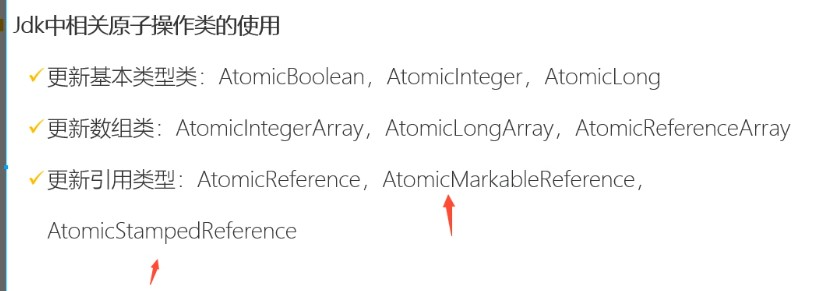 Jdk中相关原子操作类的使用
更新基本类型类：AtomicBoolean，AtomicInteger，AtomicLong
更新数组类：AtomicIntegerArray，AtomicLongArray，AtomicReferenceArray
更新引用类型：AtomicReference，AtomicMarkableReference，
AtomicStampedReference